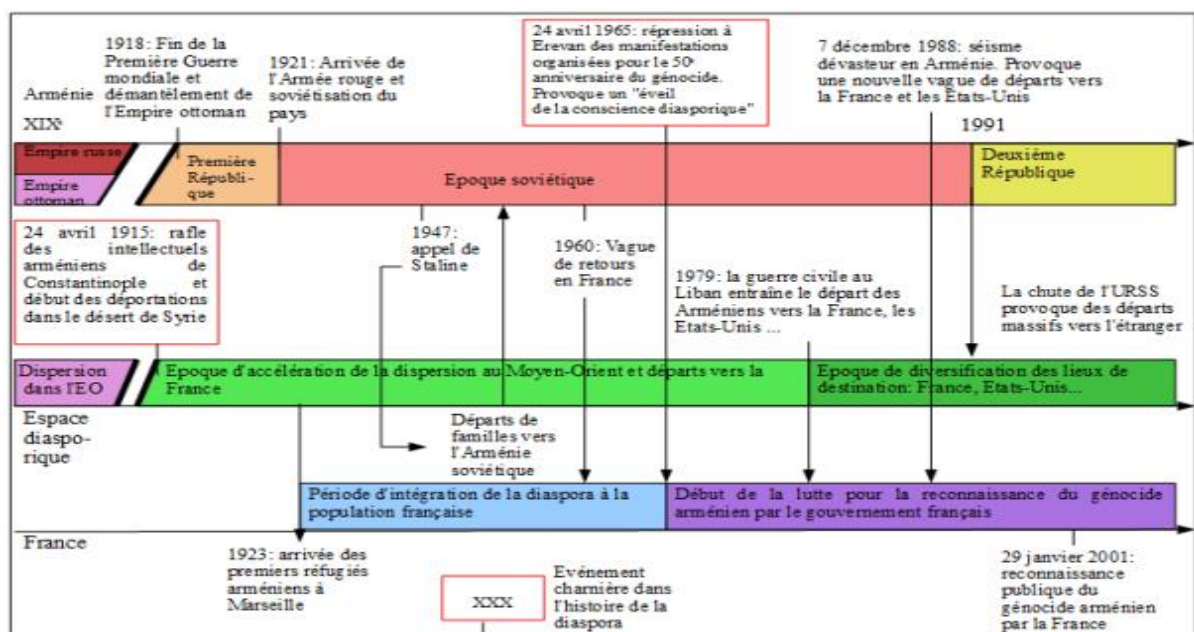 Arménie
XIXᵉ
1918: Fin de la
Première Guerre
mondiale et
démantèlement de
l'Empire ottoman
1921: Arrivée de
l'Armée rouge et
soviétisation du
pays
24 avril 1965: répression à
Erevan des manifestations
organisées pour le 50ᵉ
anniversaire du génocide.
Provoque un "éveil
de la conscience diasporique"
7 décembre 1988: séisme
dévasteur en Arménie. Provoque
une nouvelle vague de départs vers
la France et les États-Unis
1991
Empire russe
Empire
ottoman
Première
Républi-
que
Epoque soviétique
Deuxième
République
24 avril 1915: rafle
des intellectuels
arméniens de
Constantinople et
début des déportations
dans le désert de Syrie
1947:
appel de
Staline
1960: Vague
de retours
en France
1979: la guerre civile au
Liban entraîne le départ des
Arméniens vers la France, les
Etats-Unis ...
La chute de l'URSS
provoque des départs
massifs vers l'étranger
Dispersion
dans l'EO
Epoque d'accélération de la dispersion au Moyen-Orient et départs vers la
France
Epoque de diversification des lieux de
destination: France, Etats-Unis...
Espace
diaspo-
rique
Départs de
familles vers
l'Arménie
soviétique
Période d'intégration de la diaspora à la
population française
Début de la lutte pour la reconnaissance du génocide
arménien par le gouvernement français
France
1923: arrivée des
premiers réfugiés
arméniens à
Marseille
XXX
Evénement
charnière dans
l'histoire de la
diaspora
29 janvier 2001:
reconnaissance
publique du
génocide arménien
par la France